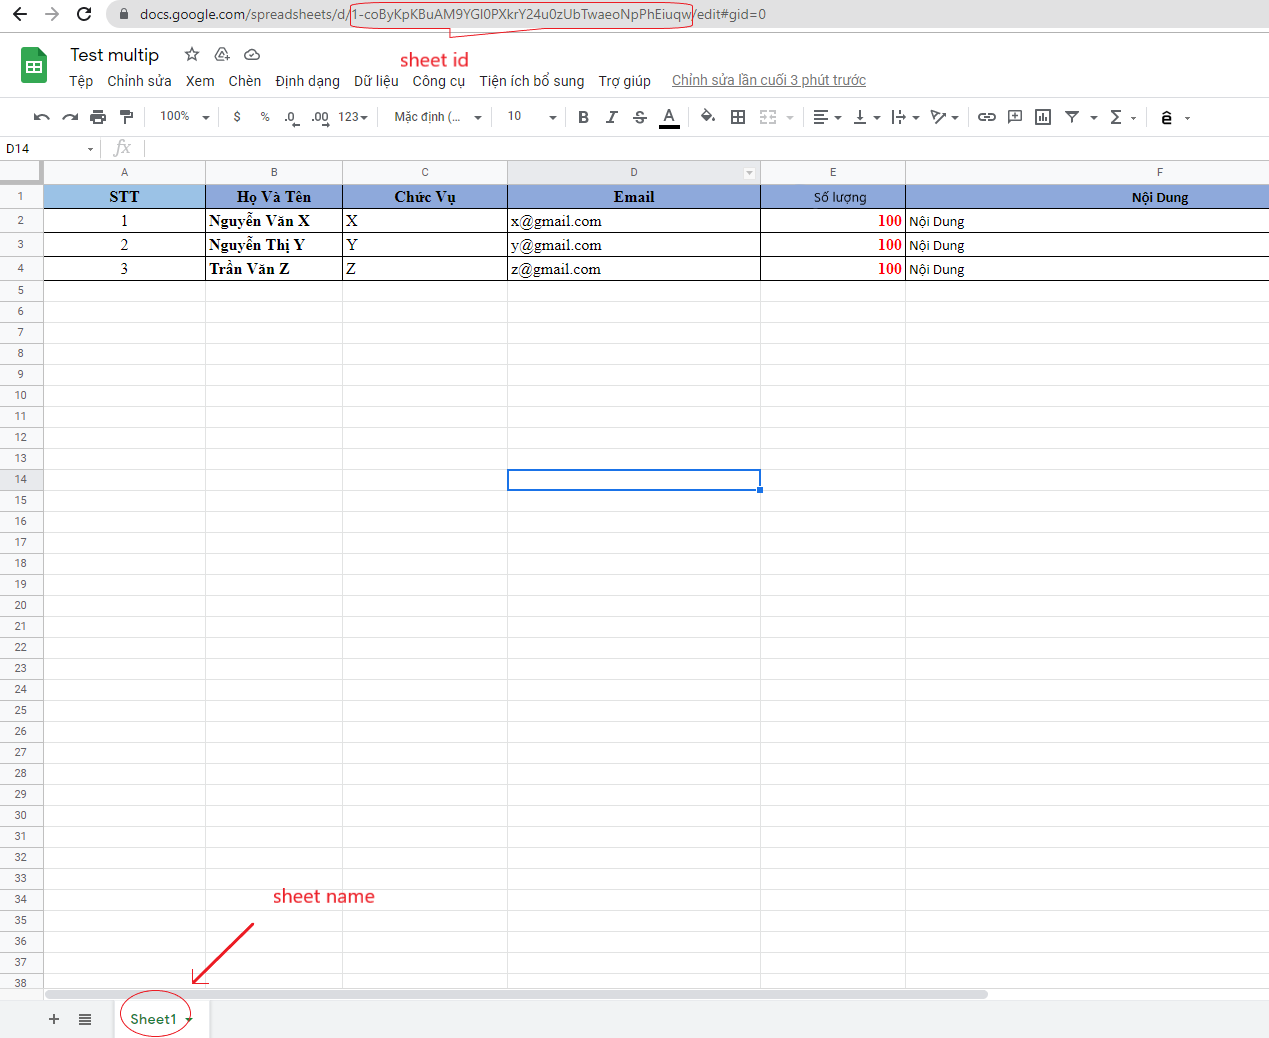 docs.google.com/spreadsheets/d/1-coByKpKBuAM9YGI0PXkrY24u0zUbTwaeoNpPhEiuqw/edit#gid=0
sheet id
Test multip
Tệp Chỉnh sửa Xem Chèn Định dạng Dữ liệu Công cụ Tiện ích bổ sung Trợ giúp Chỉnh sửa lần cuối 3 phút trước
100% $ % .0 .00 123 Mặc định (... 10 B I S A Σ ê
D14 fx
A B C D E F
1 STT Họ Và Tên Chức Vụ Email Số lượng Nội Dung
2 1 Nguyễn Văn X X x@gmail.com 100 Nội Dung
3 2 Nguyễn Thị Y Y y@gmail.com 100 Nội Dung
4 3 Trần Văn Z Z z@gmail.com 100 Nội Dung
5
6
7
8
9
10
11
12
13
14
15
16
17
18
19
20
21
22
23
24
25
26
27
28
29
30
31
32
33
34
sheet name
35
36
37
38
Sheet1